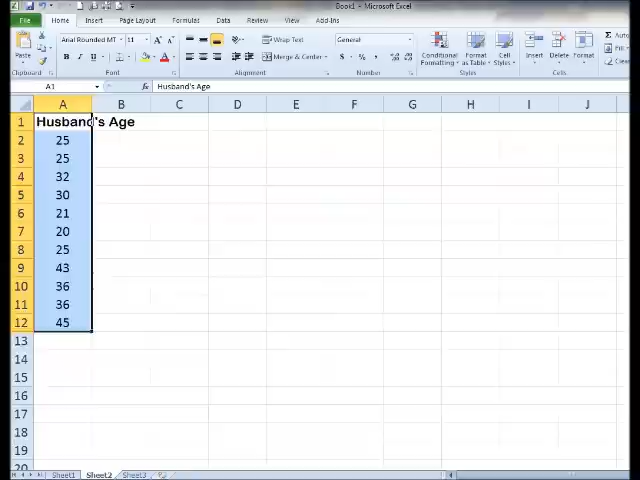 Book1 - Microsoft Excel
File Home Insert Page Layout Formulas Data Review View Add-Ins
Paste
Clipboard
Arial Rounded MT 11
B I U
Font
Wrap Text
Merge & Center
Alignment
General
$ % ,
Number
Conditional Formatting
Format as Table
Cell Styles
Styles
Insert Delete Format
Cells
A1 fx Husband's Age
A B C D E F G H I J
1 Husband's Age
2 25
3 25
4 32
5 30
6 21
7 20
8 25
9 43
10 36
11 36
12 45
13
14
15
16
17
18
19
20
Sheet1 Sheet2 Sheet3